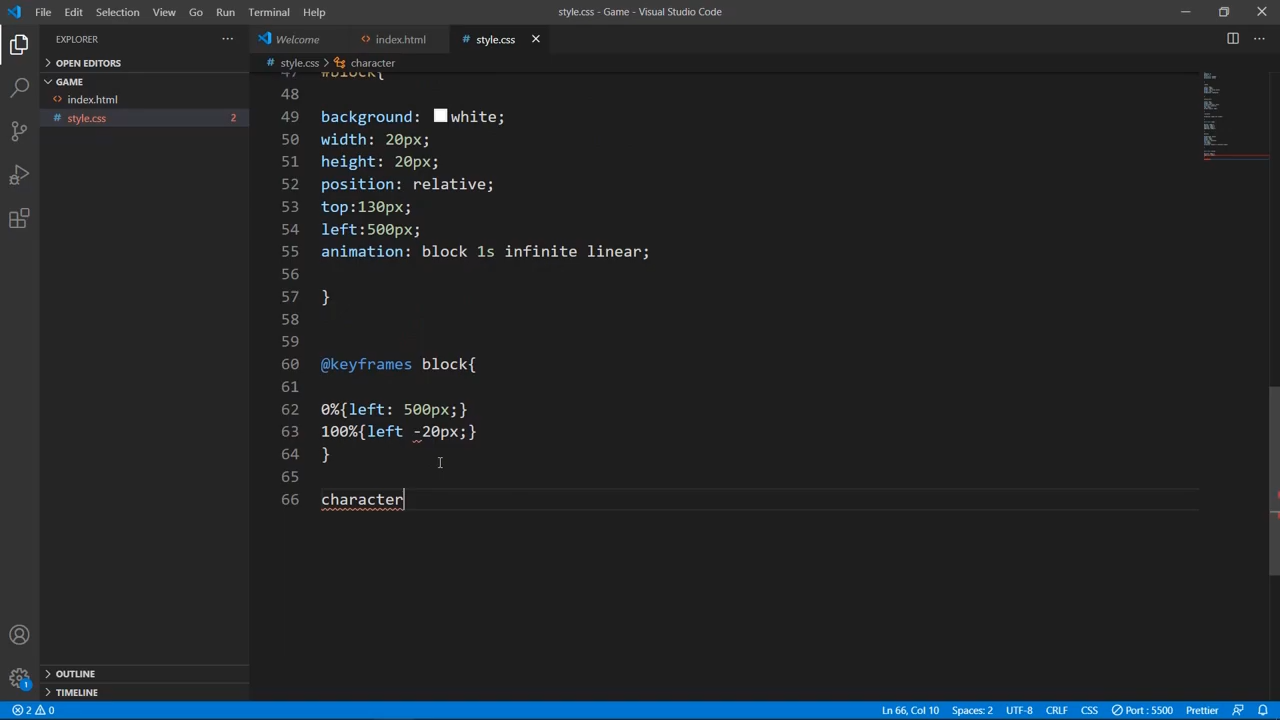 File Edit Selection View Go Run Terminal Help
style.css - Game - Visual Studio Code
EXPLORER
Welcome
index.html
# style.css
OPEN EDITORS
style.css > character
GAME
index.html
# style.css 2
47 #block{
48
49 background: white;
50 width: 20px;
51 height: 20px;
52 position: relative;
53 top:130px;
54 left:500px;
55 animation: block 1s infinite linear;
56
57 }
58
59
60 @keyframes block{
61
62 0%{left: 500px;}
63 100%{left -20px;}
64 }
65
66 character
OUTLINE
TIMELINE
1
2 0
Ln 66, Col 10 Spaces: 2 UTF-8 CRLF CSS Port : 5500 Prettier